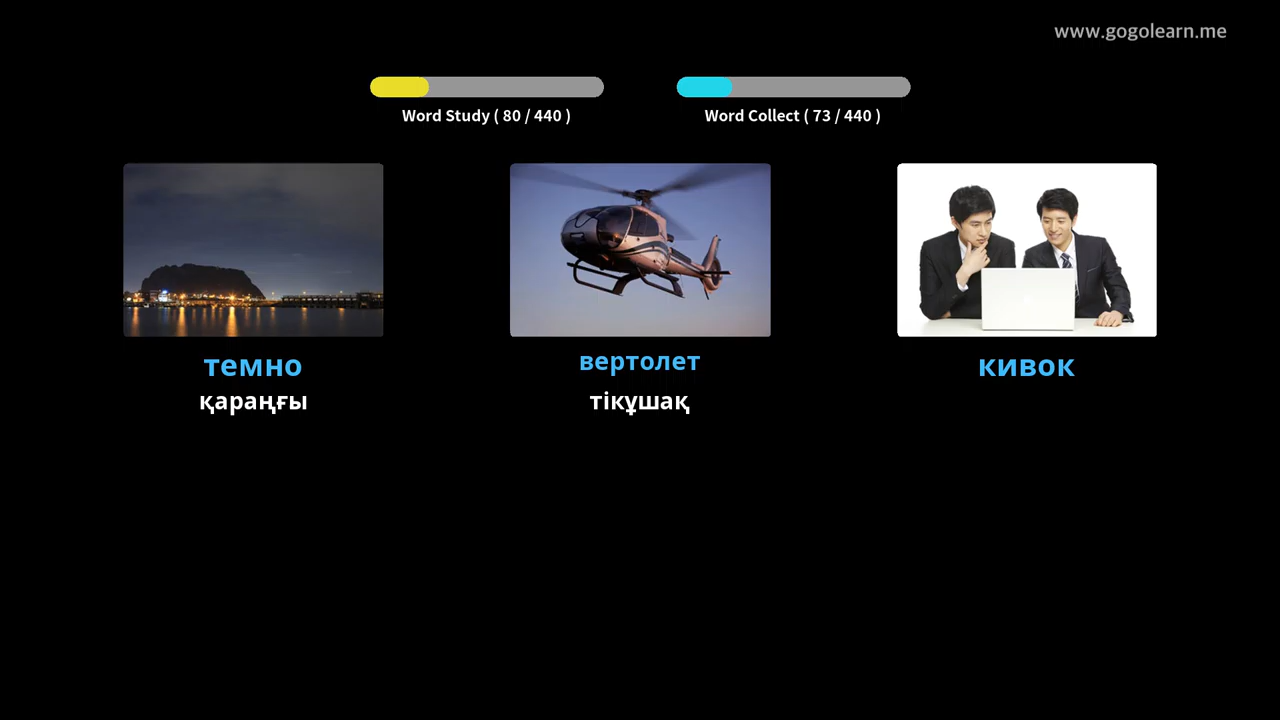 www.gogolearn.me
Word Study ( 80 / 440 )
Word Collect ( 73 / 440 )
темно
қараңғы
вертолет
тікұшақ
кивок